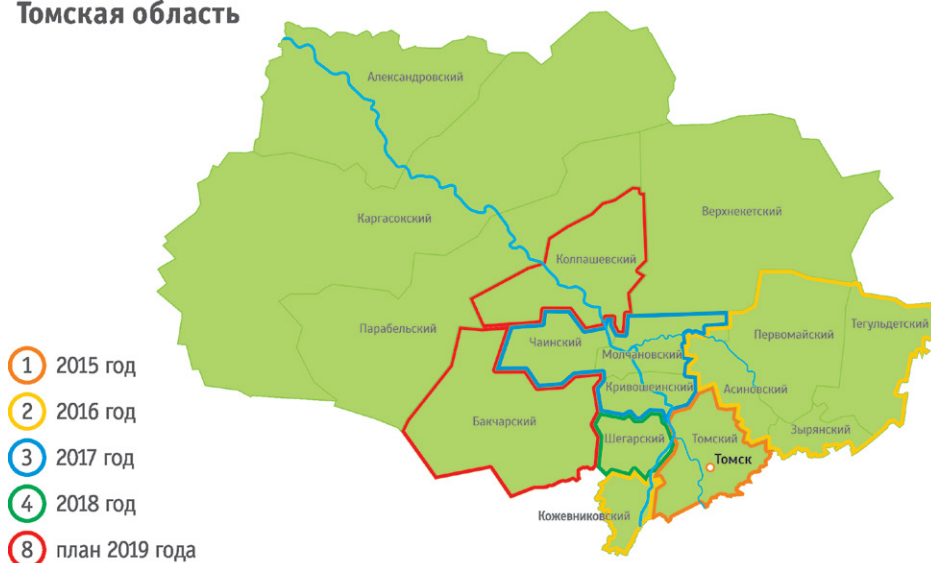 Томская область
Александровский
Каргасокский
Верхнекетский
Колпашевский
Парабельский
Чаинский
Молчановский
Первомайский
Тегульдетский
Кривошеинский
Асиновский
Бакчарский
Шегарский
Томский
Зырянский
Томск
Кожевниковский
1 2015 год
2 2016 год
3 2017 год
4 2018 год
8 план 2019 года